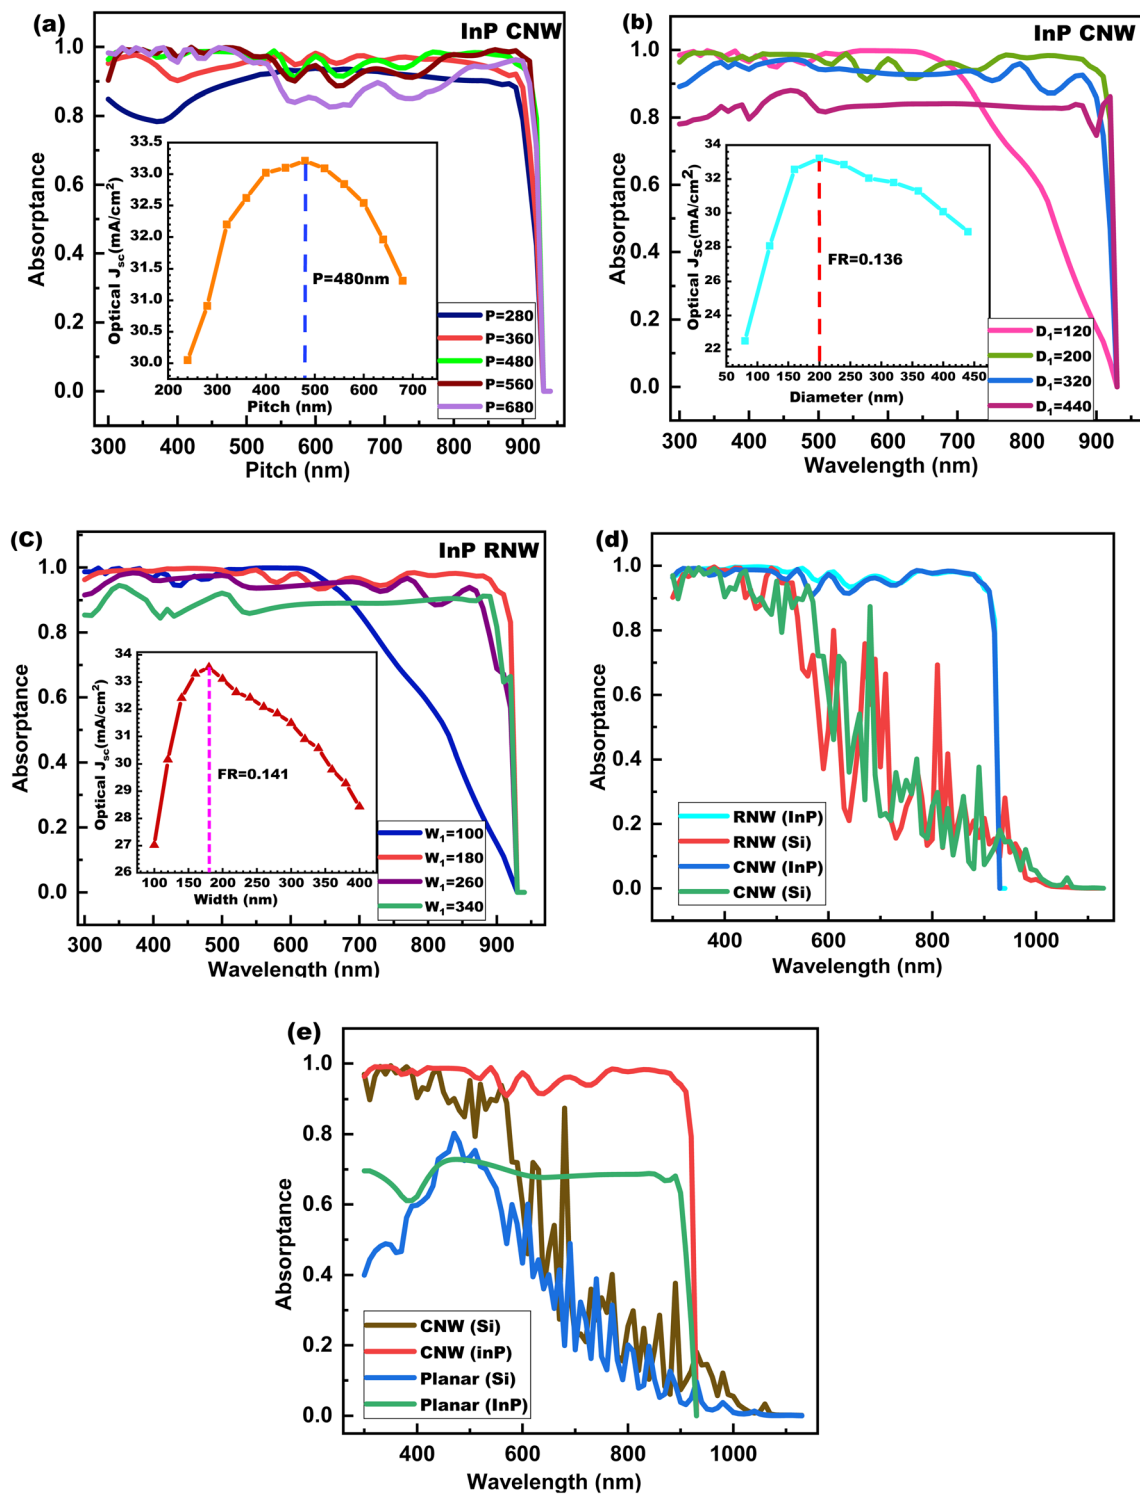 (a)
InP CNW
1.0
0.8
0.6
0.4
0.2
0.0
Absorptance
300 400 500 600 700 800 900
Pitch (nm)
33.5
33.0
32.5
32.0
31.5
31.0
30.5
30.0
Optical Jsc(mA/cm2)
200 300 400 500 600 700
Pitch (nm)
P=480nm
P=280
P=360
P=480
P=560
P=680
(b)
InP CNW
1.0
0.8
0.6
0.4
0.2
0.0
Absorptance
300 400 500 600 700 800 900
Wavelength (nm)
34
32
30
28
26
24
22
Optical Jsc(mA/cm2)
50 100 150 200 250 300 350 400 450
Diameter (nm)
FR=0.136
D1=120
D1=200
D1=320
D1=440
(C)
InP RNW
1.0
0.8
0.6
0.4
0.2
0.0
Absorptance
300 400 500 600 700 800 900
Wavelength (nm)
34
33
32
31
30
29
28
27
26
Optical Jsc(mA/cm2)
100 150 200 250 300 350 400
Width (nm)
FR=0.141
W1=100
W1=180
W1=260
W1=340
(d)
1.0
0.8
0.6
0.4
0.2
0.0
Absorptance
400 600 800 1000
Wavelength (nm)
RNW (InP)
RNW (Si)
CNW (InP)
CNW (Si)
(e)
1.0
0.8
0.6
0.4
0.2
0.0
Absorptance
400 600 800 1000
Wavelength (nm)
CNW (Si)
CNW (inP)
Planar (Si)
Planar (InP)